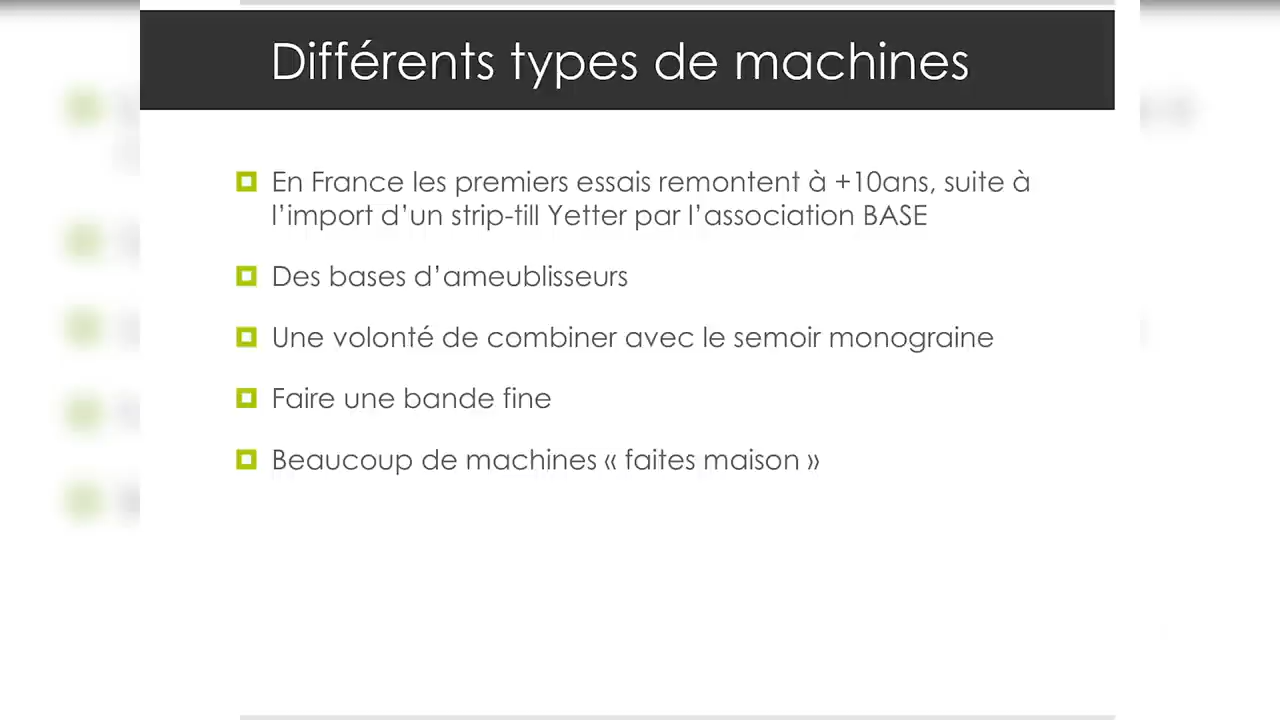 Différents types de machines
En France les premiers essais remontent à +10ans, suite à
l’import d’un strip-till Yetter par l’association BASE
Des bases d’ameublisseurs
Une volonté de combiner avec le semoir monograine
Faire une bande fine
Beaucoup de machines « faites maison »